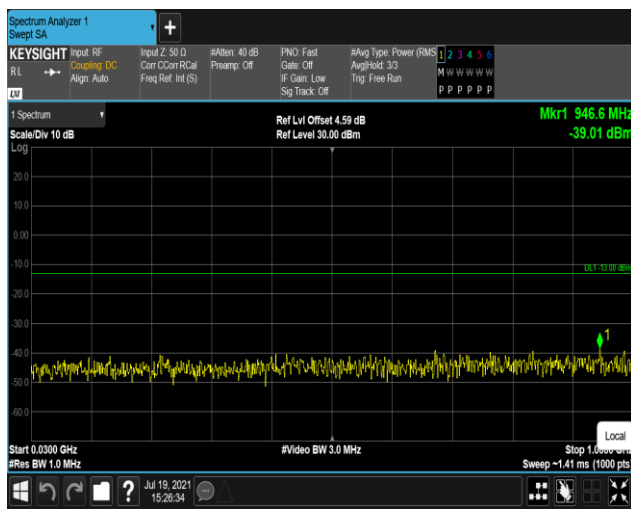 Spectrum Analyzer 1
Swept SA
+
KEYSIGHT
RL
LXI
Input: RF
Coupling: DC
Align: Auto
Input Z: 50 Ω
Corr CCorr RCal
Freq Ref: Int (S)
#Atten: 40 dB
Preamp: Off
PNO: Fast
Gate: Off
IF Gain: Low
Sig Track: Off
#Avg Type: Power (RMS
Avg|Hold: 3/3
Trig: Free Run
1 2 3 4 5 6
M W W W W W
P P P P P P
1 Spectrum
Scale/Div 10 dB
Log
Ref Lvl Offset 4.59 dB
Ref Level 30.00 dBm
Mkr1 946.6 MHz
-39.01 dBm
20.0
10.0
0.00
-10.0
DL1 -13.00 dBm
-20.0
-30.0
1
-40.0
-50.0
-60.0
Local
Start 0.0300 GHz
#Res BW 1.0 MHz
#Video BW 3.0 MHz
Stop
Sweep ~1.41 ms (1000 pts)
?
Jul 19, 2021
15:26:34